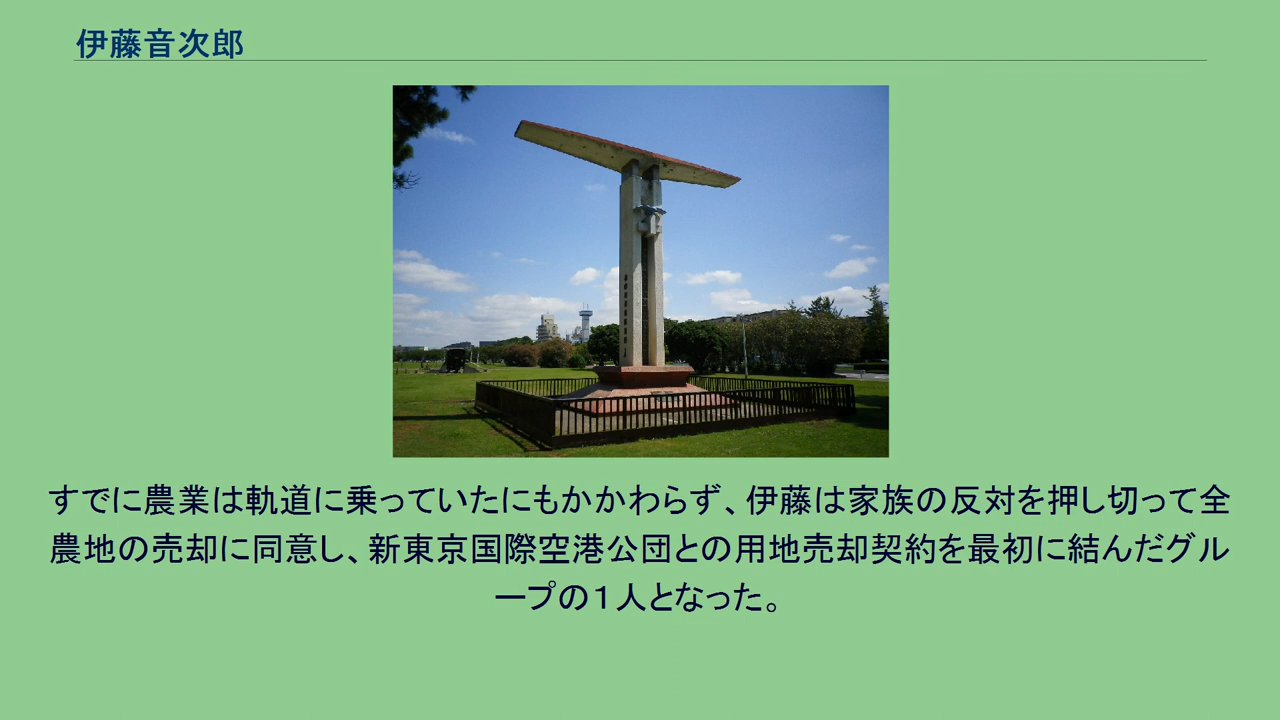 伊藤音次郎
すでに農業は軌道に乗っていたにもかかわらず、伊藤は家族の反対を押し切って全
農地の売却に同意し、新東京国際空港公団との用地売却契約を最初に結んだグル
ープの１人となった。